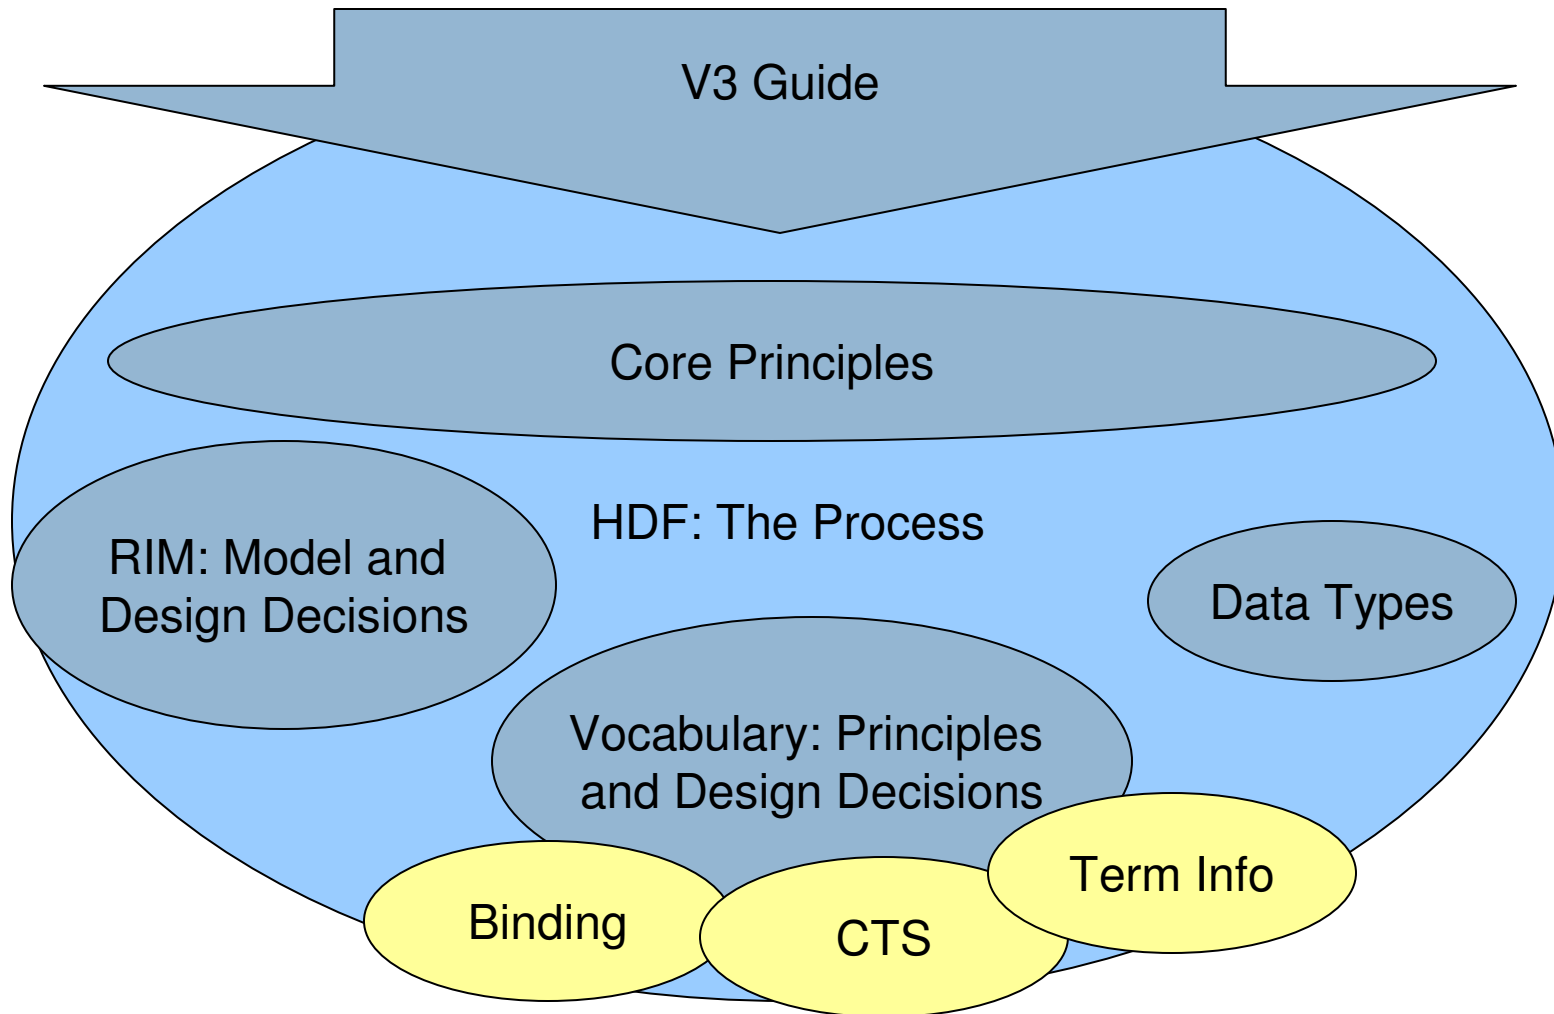 V3 Guide
Core Principles
HDF: The Process
RIM: Model and
Design Decisions
Data Types
Vocabulary: Principles
and Design Decisions
Term Info
Binding
CTS